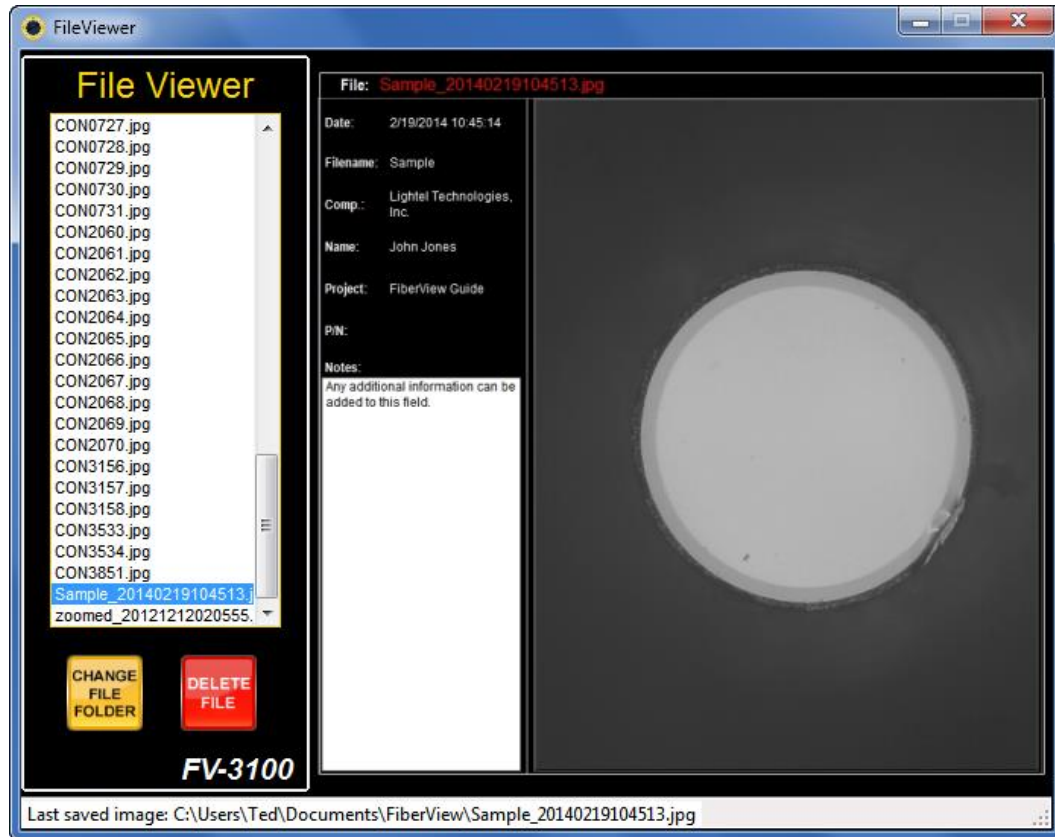 FileViewer
File Viewer
CON0727.jpg
CON0728.jpg
CON0729.jpg
CON0730.jpg
CON0731.jpg
CON2060.jpg
CON2061.jpg
CON2062.jpg
CON2063.jpg
CON2064.jpg
CON2065.jpg
CON2066.jpg
CON2067.jpg
CON2068.jpg
CON2069.jpg
CON2070.jpg
CON3156.jpg
CON3157.jpg
CON3158.jpg
CON3533.jpg
CON3534.jpg
CON3851.jpg
Sample_20140219104513.j
zoomed_20121212020555.
CHANGE
FILE
FOLDER
DELETE
FILE
FV-3100
File: Sample_20140219104513.jpg
Date: 2/19/2014 10:45:14
Filename: Sample
Comp.: Lightel Technologies,
Inc.
Name: John Jones
Project: FiberView Guide
P/N:
Notes:
Any additional information can be
added to this field.
Last saved image: C:\Users\Ted\Documents\FiberView\Sample_20140219104513.jpg